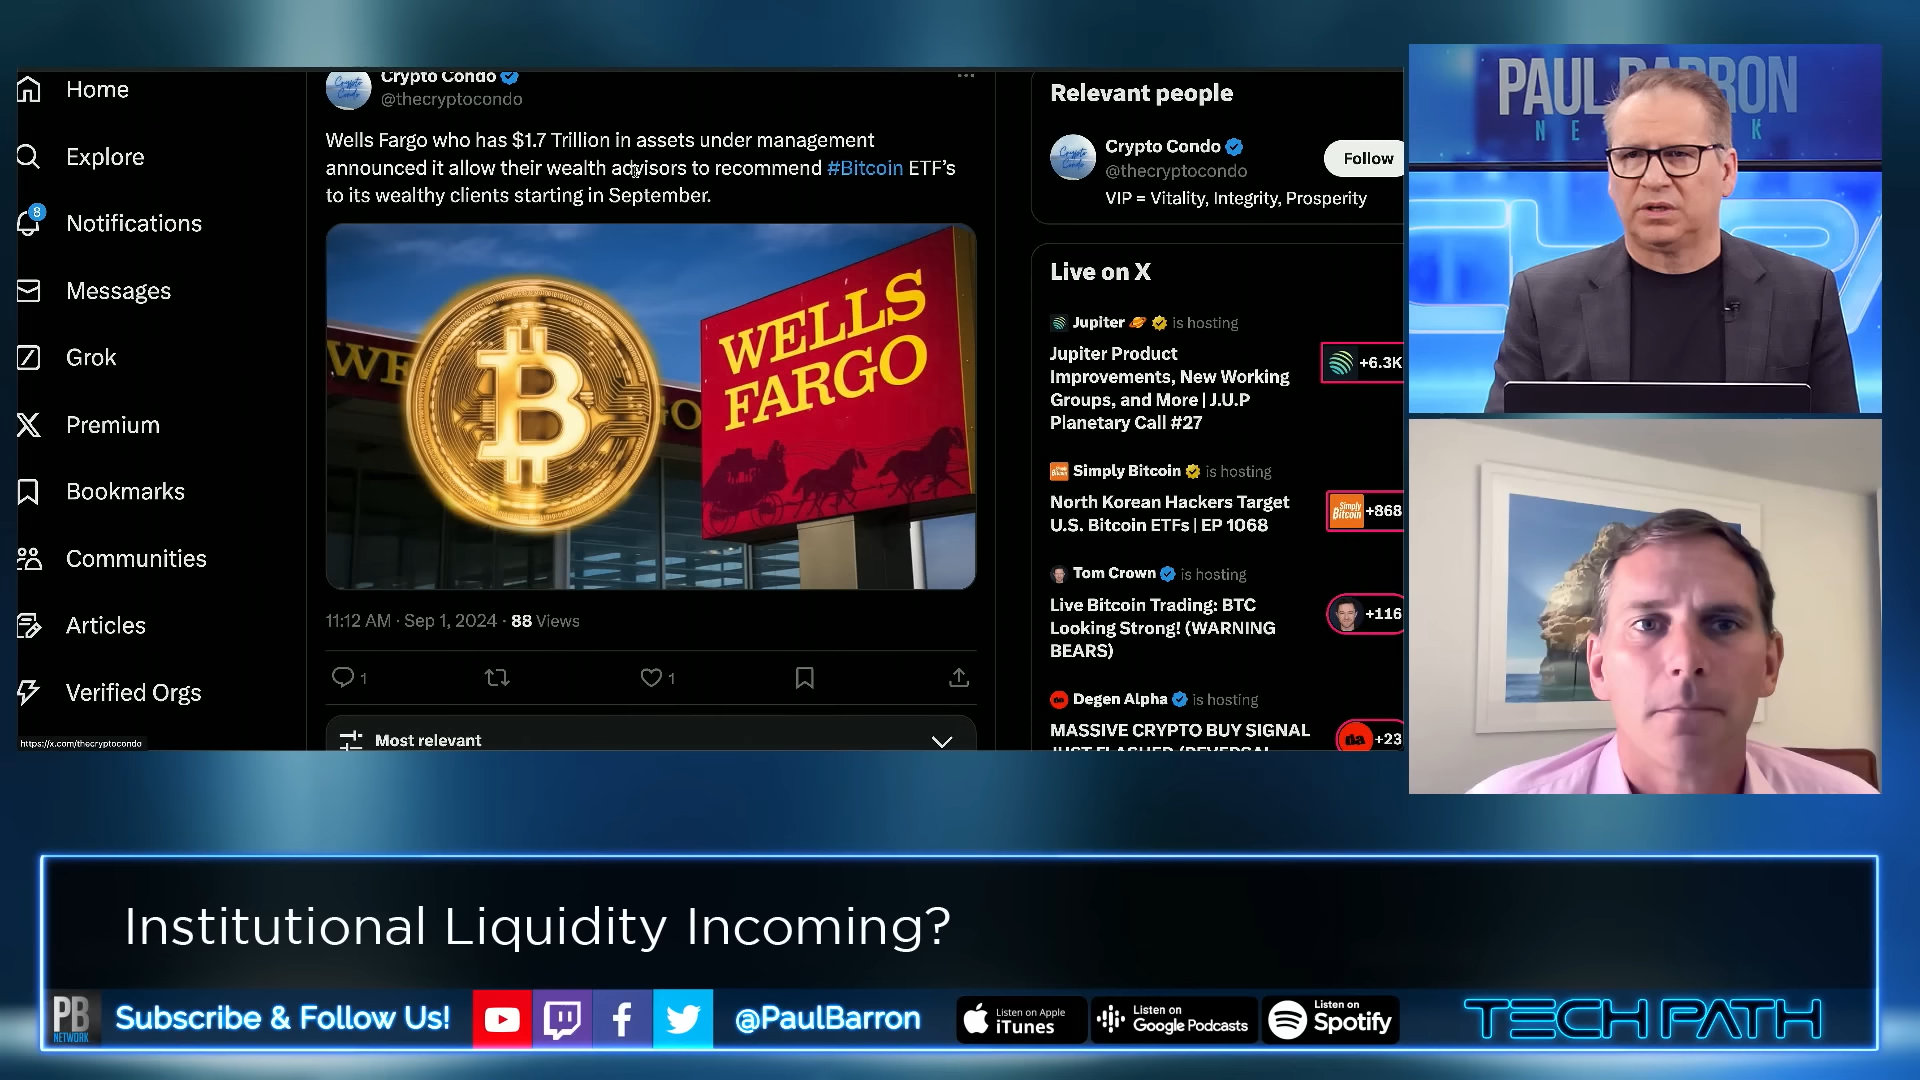 Home
Explore
8
Notifications
Messages
Grok
Premium
Bookmarks
Communities
Articles
Verified Orgs
https://x.com/thecryptocondo
Crypto Condo
@thecryptocondo
Wells Fargo who has $1.7 Trillion in assets under management
announced it allow their wealth advisors to recommend #Bitcoin ETF's
to its wealthy clients starting in September.
WELLS
FARGO
11:12 AM · Sep 1, 2024 · 88 Views
1
1
Most relevant
Relevant people
Crypto Condo
@thecryptocondo
Follow
VIP = Vitality, Integrity, Prosperity
Live on X
Jupiter is hosting
Jupiter Product
Improvements, New Working
Groups, and More | J.U.P
Planetary Call #27
+6.3K
Simply Bitcoin is hosting
North Korean Hackers Target
U.S. Bitcoin ETFs | EP 1068
Simply
Bitcoin
+868
Tom Crown is hosting
Live Bitcoin Trading: BTC
Looking Strong! (WARNING
BEARS)
+116
Degen Alpha is hosting
MASSIVE CRYPTO BUY SIGNAL
da
+23
PAUL BARRON
Institutional Liquidity Incoming?
PB
NETWORK
Subscribe & Follow Us!
@PaulBarron
Listen on Apple
iTunes
Listen on
Google Podcasts
Listen on
Spotify
TECH PATH